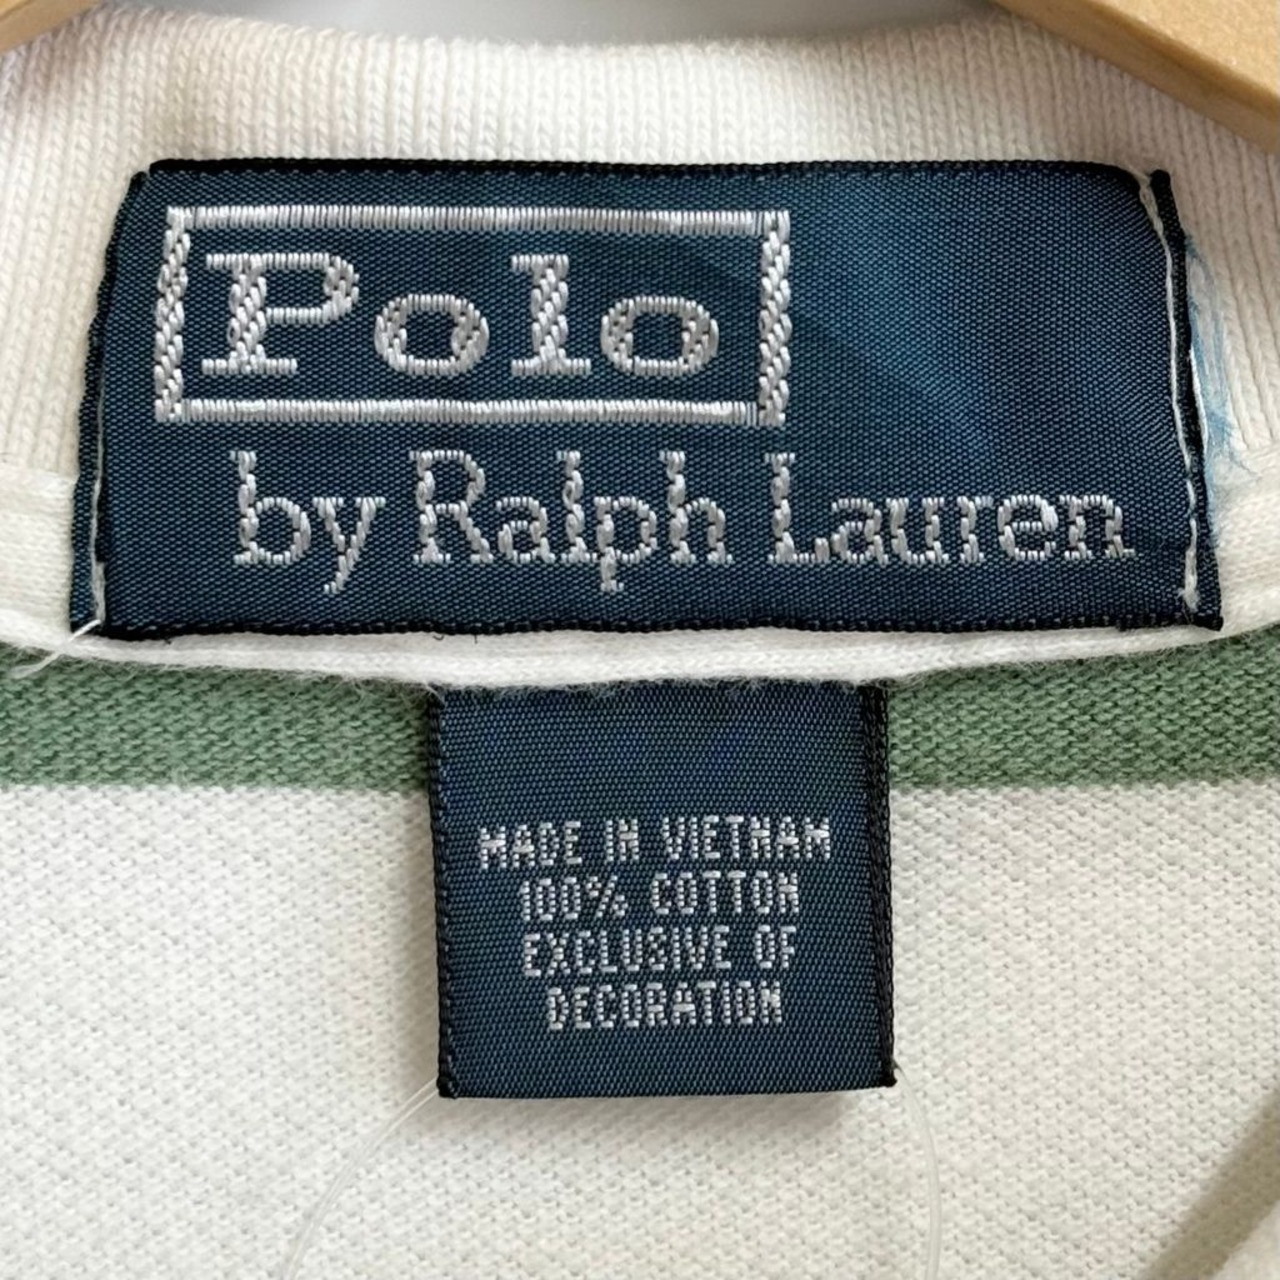 Polo
by Ralph Lauren
MADE IN VIETNAM
100% COTTON
EXCLUSIVE OF
DECORATION